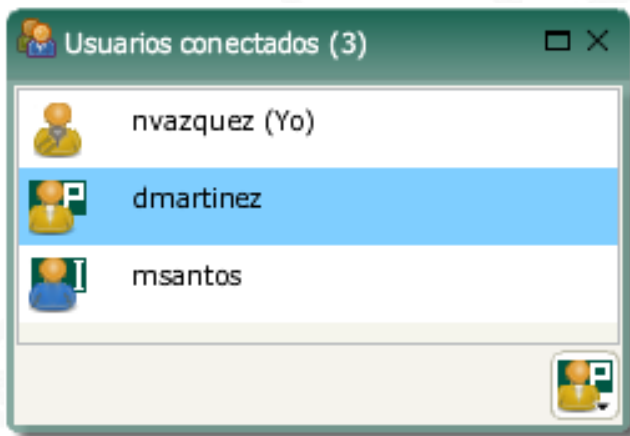 Usuarios conectados (3)
nvazquez (Yo)
P
dmartinez
I
msantos
P